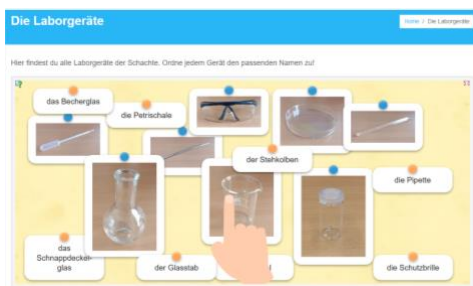 Die Laborgeräte
Home / Die Laborgeräte
Hier findest du alle Laborgeräte der Schachte. Ordne jedem Gerät den passenden Namen zu!
das Becherglas
die Petrischale
der Stehkolben
die Pipette
das
Schnappdeckel-
glas
der Glasstab
die Schutzbrille